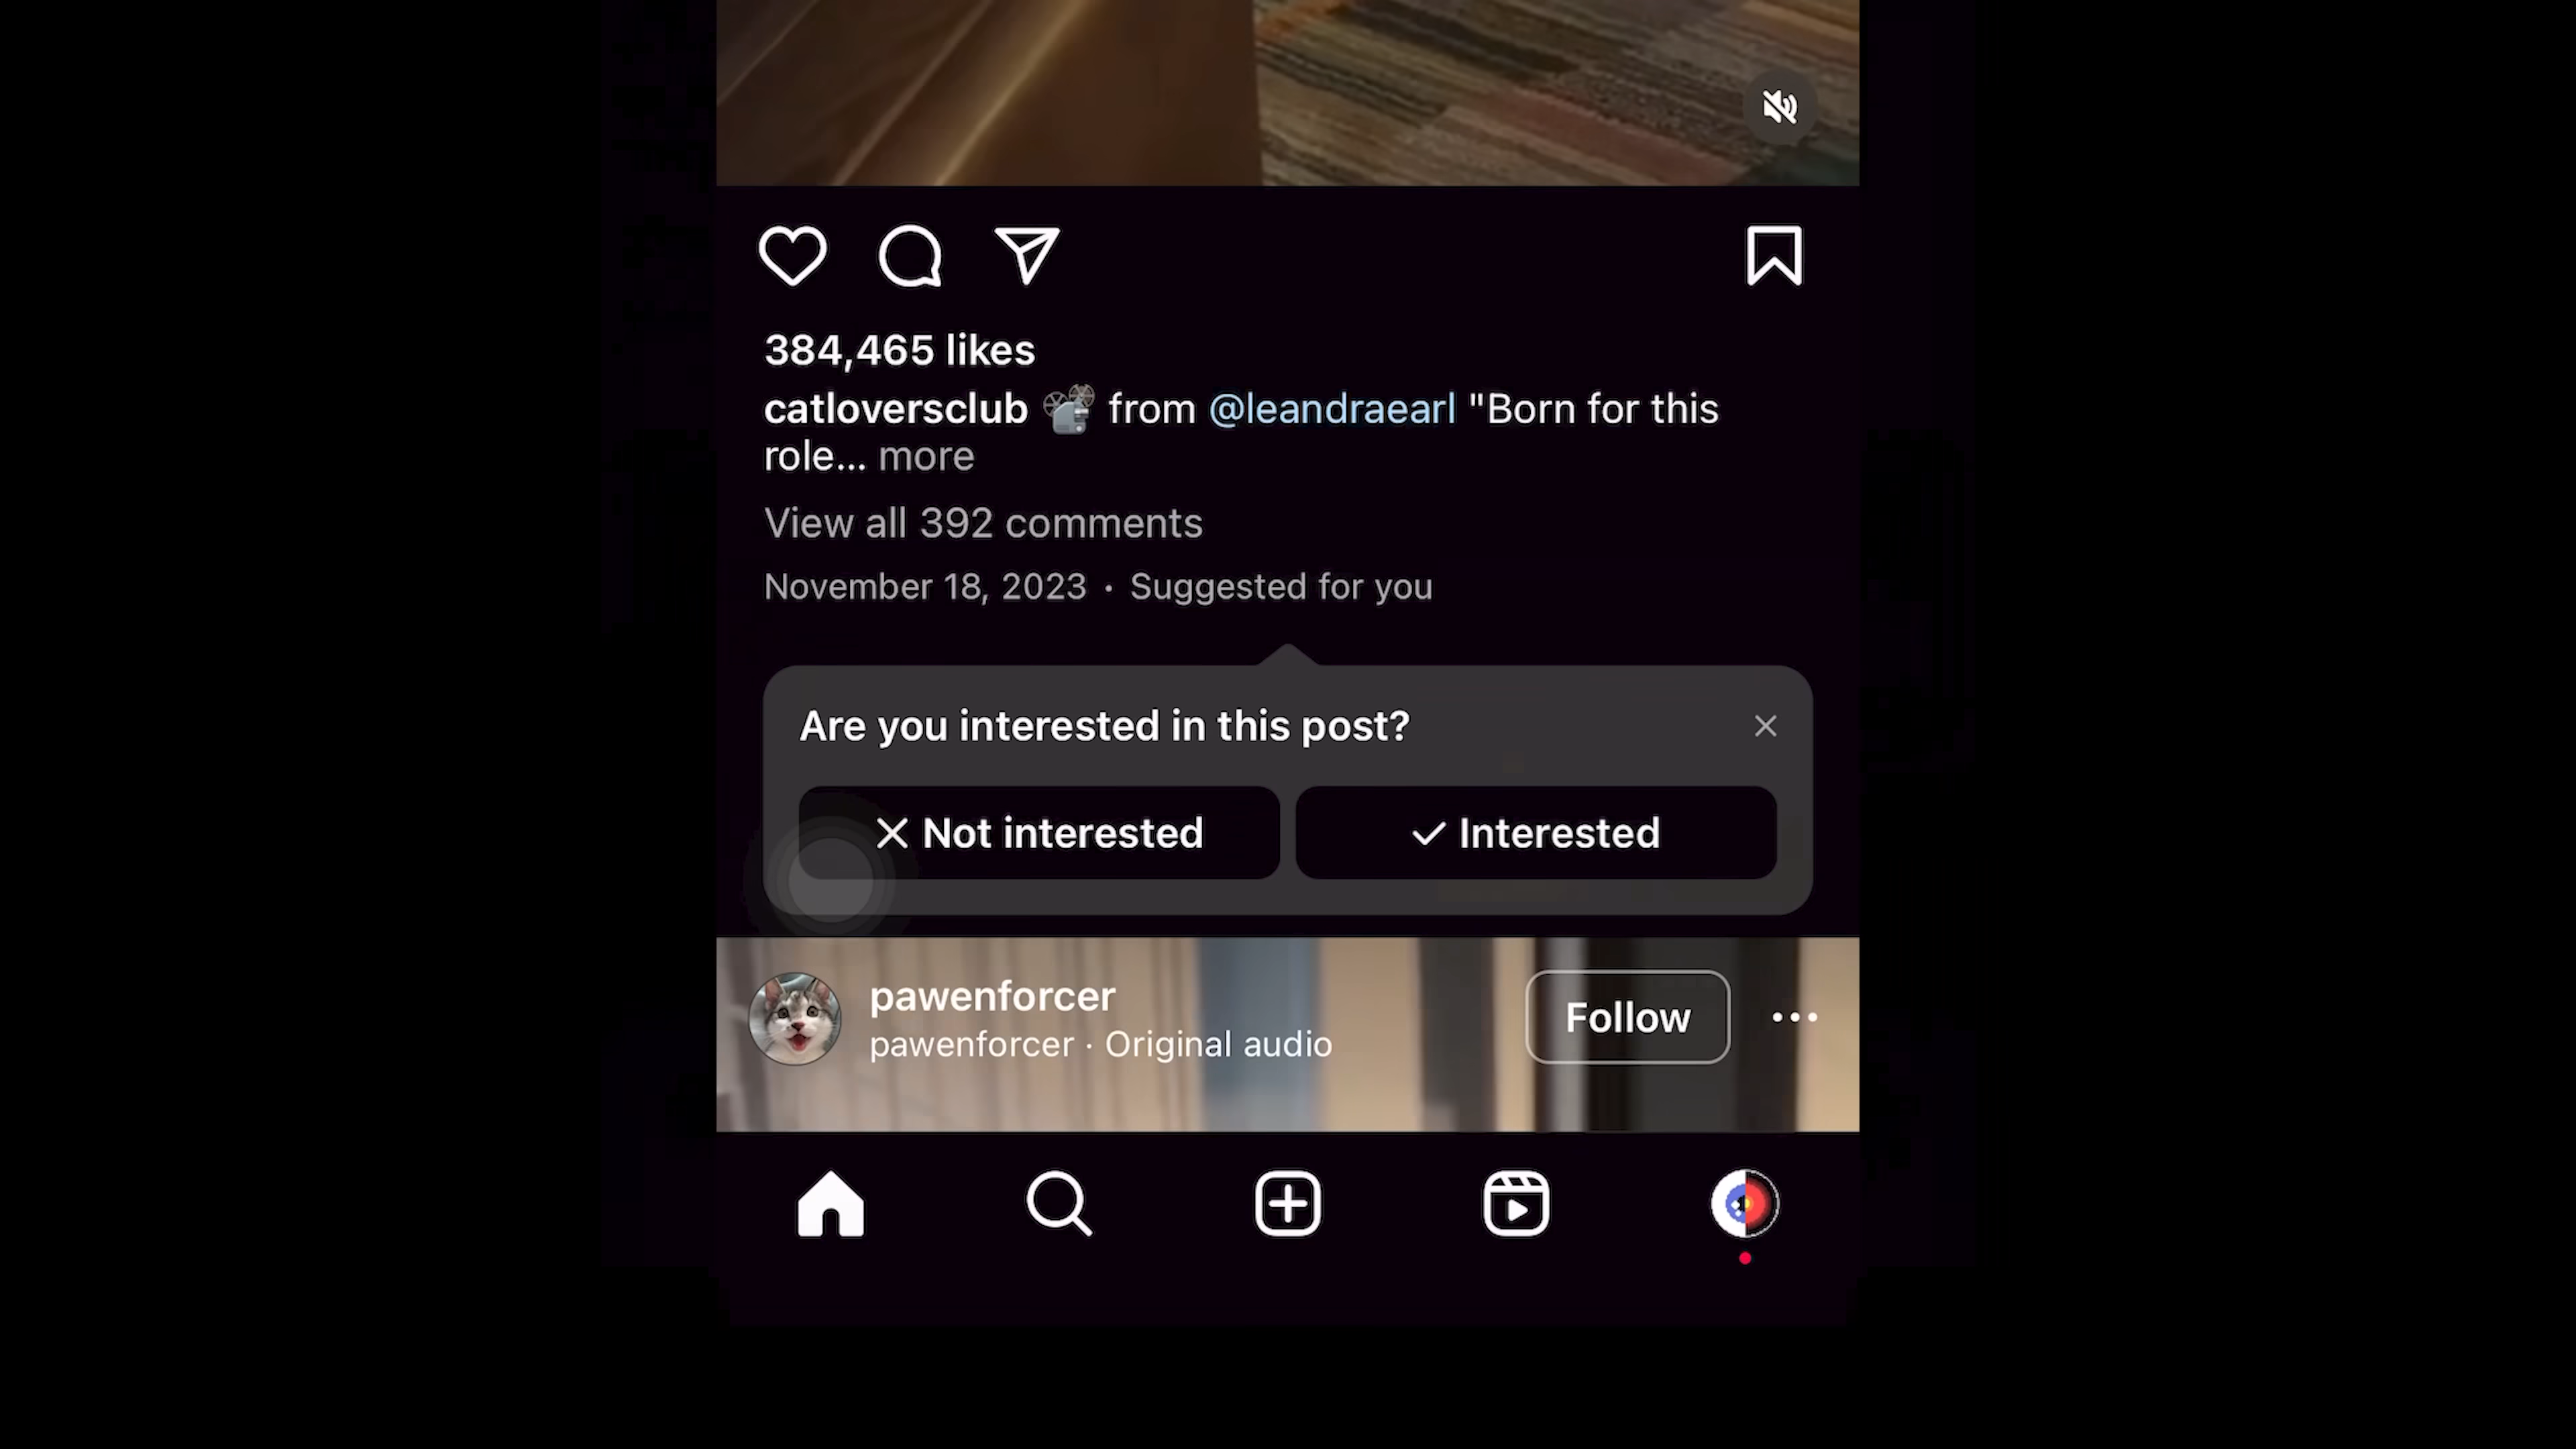 384,465 likes
catloversclub 📽️ from @leandraearl "Born for this
role... more
View all 392 comments
November 18, 2023 · Suggested for you
Are you interested in this post?
Not interested
Interested
pawenforcer
pawenforcer · Original audio
Follow